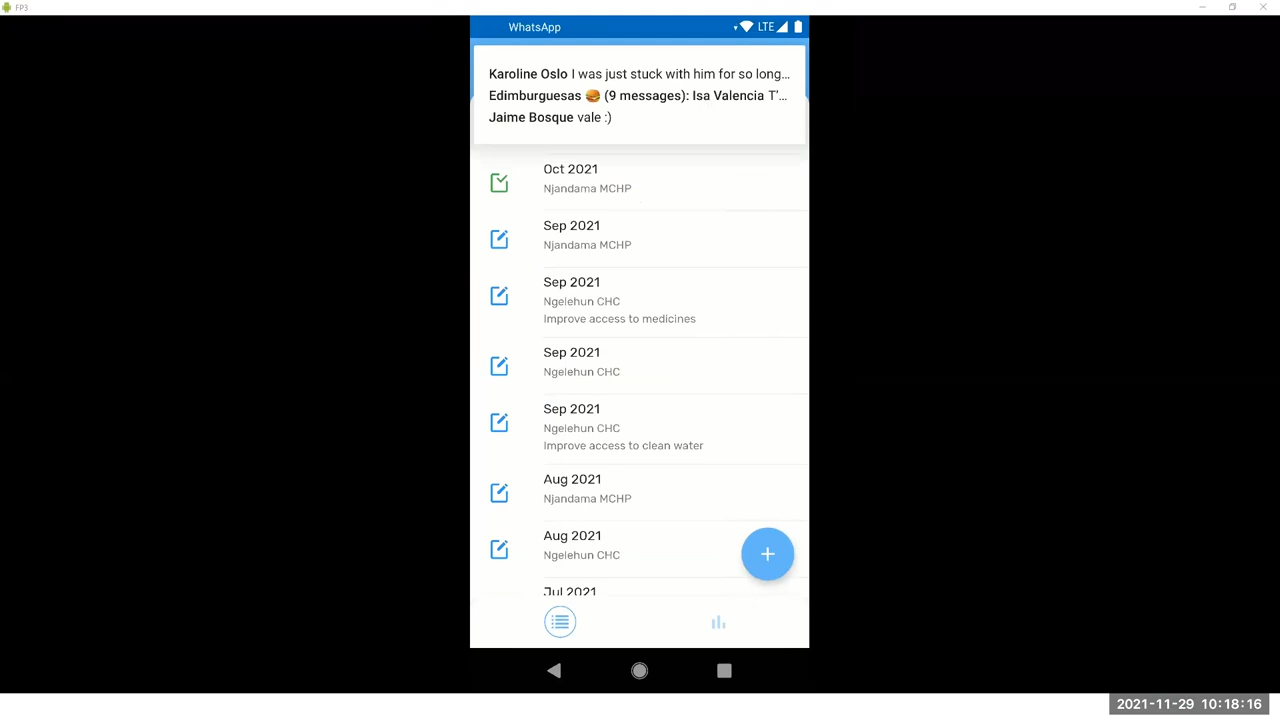 FP3
WhatsApp
LTE
Karoline Oslo I was just stuck with him for so long...
Edimburguesas 🍔 (9 messages): Isa Valencia T'...
Jaime Bosque vale :)
Oct 2021
Njandama MCHP
Sep 2021
Njandama MCHP
Sep 2021
Ngelehun CHC
Improve access to medicines
Sep 2021
Ngelehun CHC
Sep 2021
Ngelehun CHC
Improve access to clean water
Aug 2021
Njandama MCHP
Aug 2021
Ngelehun CHC
Jul 2021
2021-11-29 10:18:16